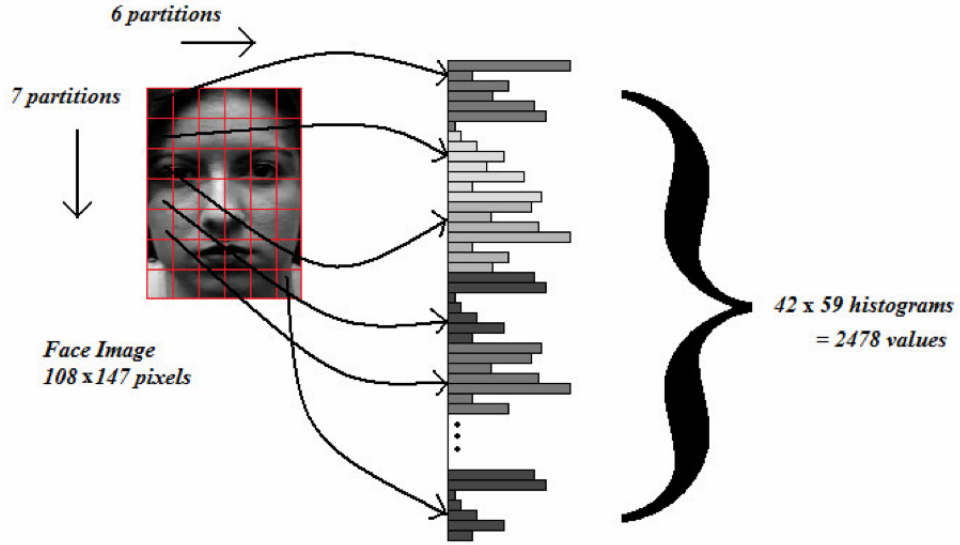 6 partitions
7 partitions
Face Image
108 x 147 pixels
42 x 59 histograms
= 2478 values